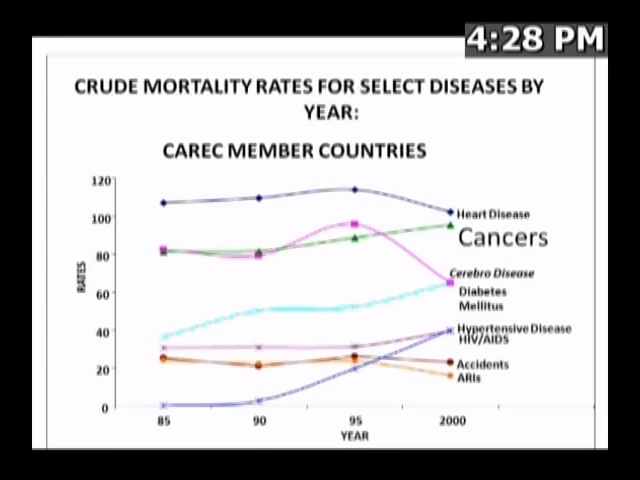 4:28 PM
CRUDE MORTALITY RATES FOR SELECT DISEASES BY
YEAR:
CAREC MEMBER COUNTRIES
120
100
80
60
40
20
0
RATES
Heart Disease
Cancers
Cerebro Disease
Diabetes
Mellitus
Hypertensive Disease
HIV/AIDS
Accidents
ARIs
85 90 95 2000
YEAR